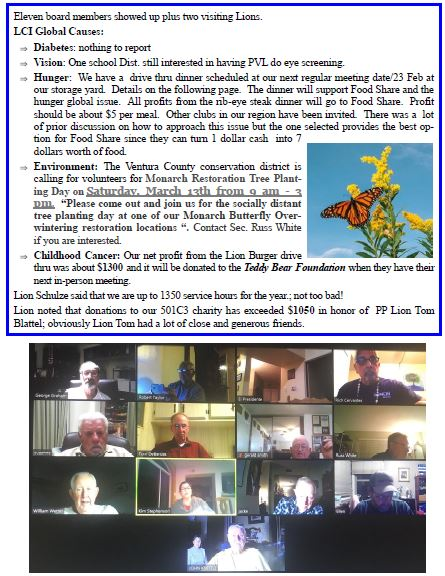 Eleven board members showed up plus two visiting Lions.
LCI Global Causes:
⇒ Diabetes: nothing to report
⇒ Vision: One school Dist. still interested in having PVL do eye screening.
⇒ Hunger: We have a drive thru dinner scheduled at our next regular meeting date/23 Feb at
our storage yard. Details on the following page. The dinner will support Food Share and the
hunger global issue. All profits from the rib-eye steak dinner will go to Food Share. Profit
should be about $5 per meal. Other clubs in our region have been invited. There was a lot
of prior discussion on how to approach this issue but the one selected provides the best op-
tion for Food Share since they can turn 1 dollar cash into 7
dollars worth of food.
⇒ Environment: The Ventura County conservation district is
calling for volunteers for Monarch Restoration Tree Plant-
ing Day on Saturday, March 13th from 9 am - 3
pm. “Please come out and join us for the socially distant
tree planting day at one of our Monarch Butterfly Over-
wintering restoration locations “. Contact Sec. Russ White
if you are interested.
⇒ Childhood Cancer: Our net profit from the Lion Burger drive
thru was about $1300 and it will be donated to the Teddy Bear Foundation when they have their
next in-person meeting.
Lion Schulze said that we are up to 1350 service hours for the year.; not too bad!
Lion noted that donations to our 501C3 charity has exceeded $1050 in honor of PP Lion Tom
Blattel; obviously Lion Tom had a lot of close and generous friends.
George Graham
Robert Taylor
El Presidente
Rich Cervantes
Russ White
William
Kim Stephenson